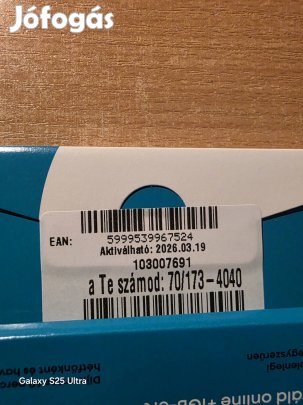 Jófogás
EAN:
5999539967524
Aktiválható: 2026.03.19
103007691
a Te számod: 70/173-4040
Galaxy S25 Ultra